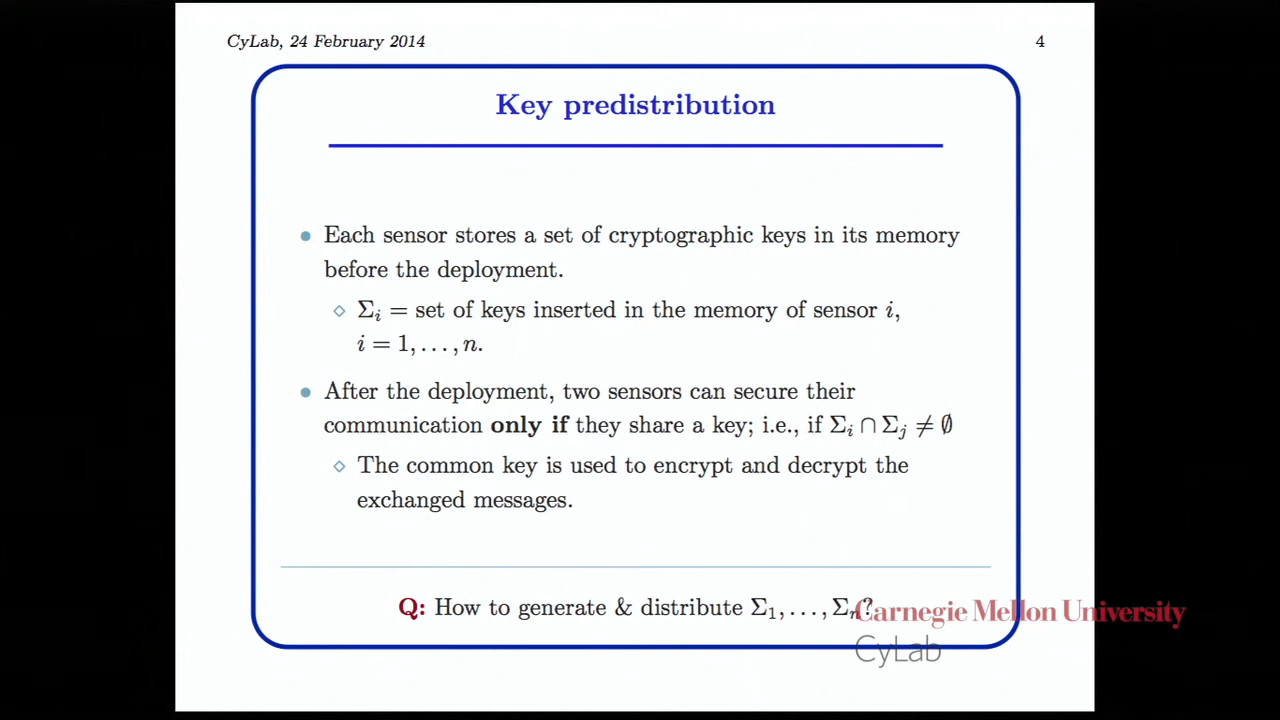 CyLab, 24 February 2014
4
Key predistribution
• Each sensor stores a set of cryptographic keys in its memory
before the deployment.
◇ Σ_i = set of keys inserted in the memory of sensor i,
i = 1, . . . , n.
• After the deployment, two sensors can secure their
communication only if they share a key; i.e., if Σ_i ∩ Σ_j ≠ ∅
◇ The common key is used to encrypt and decrypt the
exchanged messages.
Q: How to generate & distribute Σ_1, . . . , Σ_n?
Carnegie Mellon University
CyLab